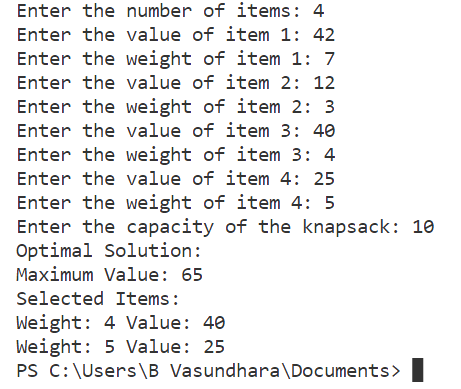 Enter the number of items: 4
Enter the value of item 1: 42
Enter the weight of item 1: 7
Enter the value of item 2: 12
Enter the weight of item 2: 3
Enter the value of item 3: 40
Enter the weight of item 3: 4
Enter the value of item 4: 25
Enter the weight of item 4: 5
Enter the capacity of the knapsack: 10
Optimal Solution:
Maximum Value: 65
Selected Items:
Weight: 4 Value: 40
Weight: 5 Value: 25
PS C:\Users\B Vasundhara\Documents>